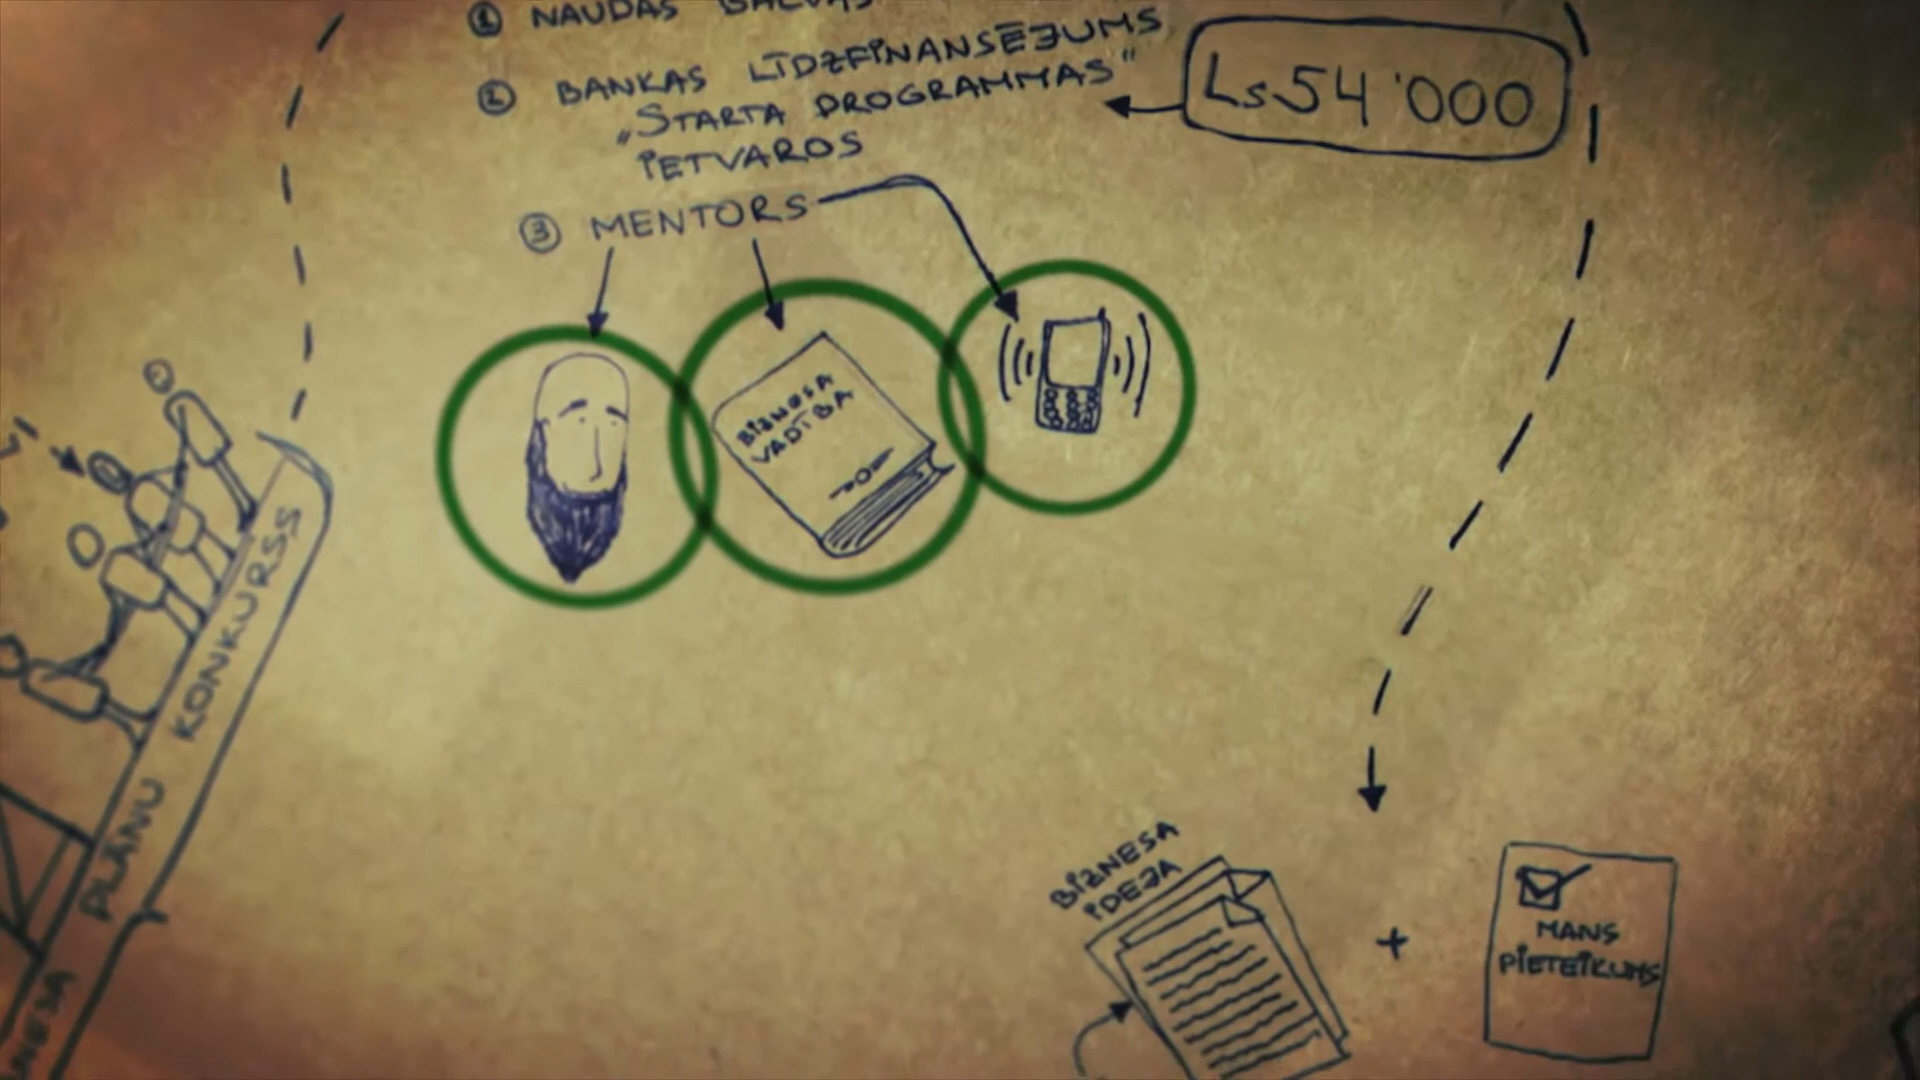 ① NAUDAS BALVAS
② BANKAS LĪDZFINANSĒJUMS
„STARTA PROGRAMMAS"
IETVAROS
Ls 54'000
③ MENTORS
BIZNESA
VADĪBA
PLĀNU KONKURSS
BIZNESA
IDEJA
+
MANS
PIETEIKUMS